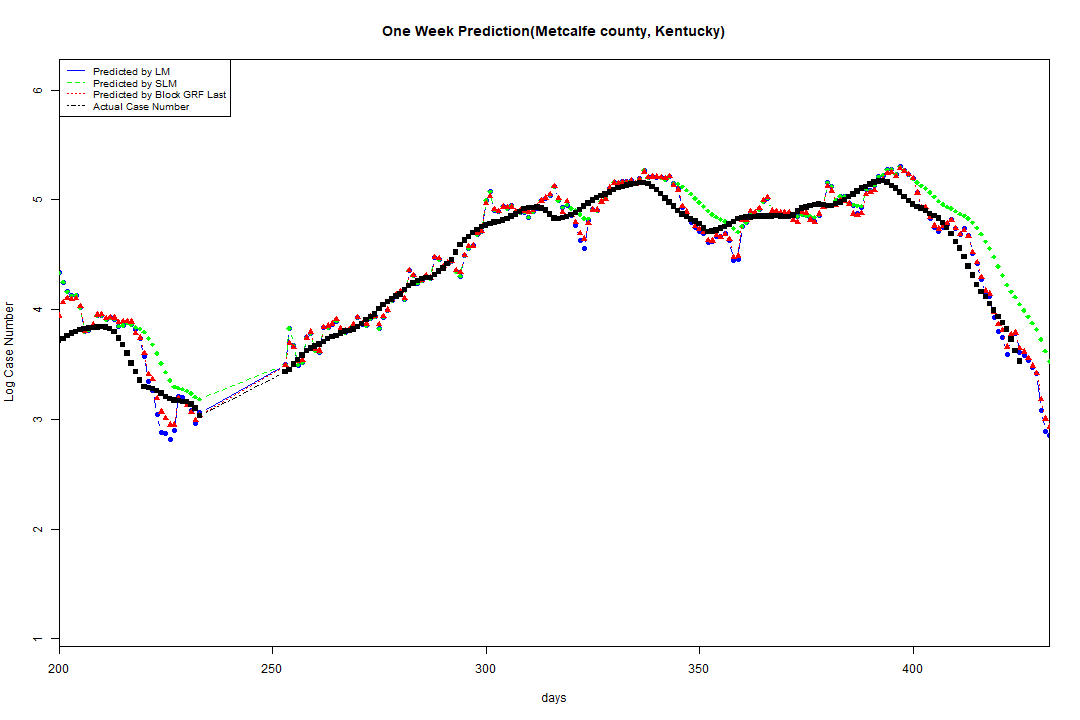 One Week Prediction(Metcalfe county, Kentucky)
Predicted by LM
Predicted by SLM
Predicted by Block GRF Last
Actual Case Number
6
5
4
3
2
1
Log Case Number
200 250 300 350 400
days